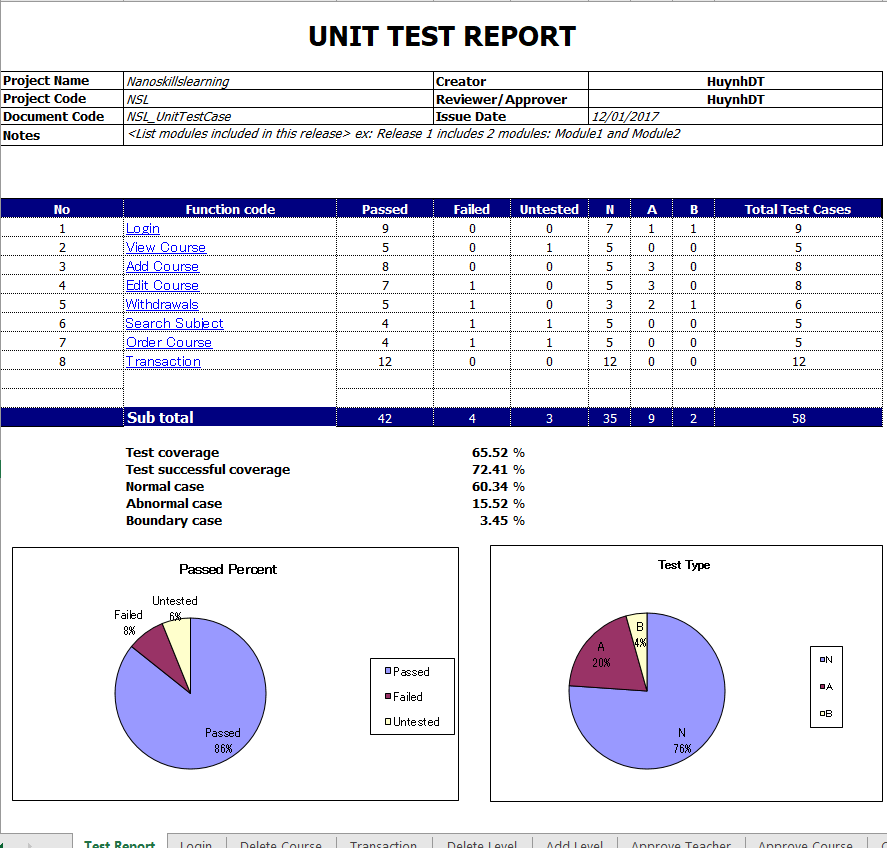 UNIT TEST REPORT
Project Name Nanoskillslearning Creator HuynhDT
Project Code NSL Reviewer/Approver HuynhDT
Document Code NSL_UnitTestCase Issue Date 12/01/2017
Notes <List modules included in this release> ex: Release 1 includes 2 modules: Module1 and Module2
No Function code Passed Failed Untested N A B Total Test Cases
1 Login 9 0 0 7 1 1 9
2 View Course 5 0 1 5 0 0 5
3 Add Course 8 0 0 5 3 0 8
4 Edit Course 7 1 0 5 3 0 8
5 Withdrawals 5 1 0 3 2 1 6
6 Search Subject 4 1 1 5 0 0 5
7 Order Course 4 1 1 5 0 0 5
8 Transaction 12 0 0 12 0 0 12
Sub total 42 4 3 35 9 2 58
Test coverage 65.52 %
Test successful coverage 72.41 %
Normal case 60.34 %
Abnormal case 15.52 %
Boundary case 3.45 %
Passed Percent
Untested
6%
Failed
8%
Passed
86%
Passed
Failed
Untested
Test Type
B
4%
A
20%
N
76%
N
A
B
Test Report Login Delete Course Transaction Delete Level Add Level Approve Teacher Approve Course